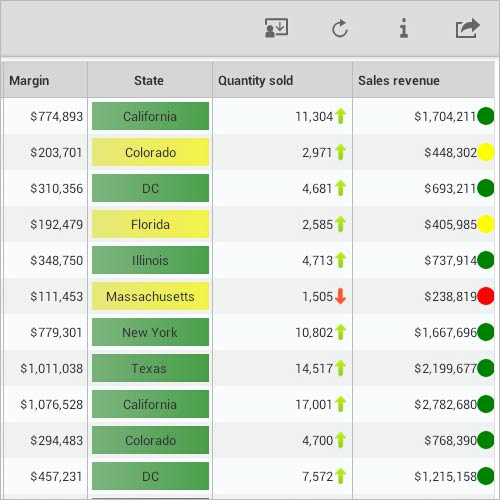 Margin State Quantity sold Sales revenue
$774,893 California 11,304 $1,704,211
$203,701 Colorado 2,971 $448,302
$310,356 DC 4,681 $693,211
$192,479 Florida 2,585 $405,985
$348,750 Illinois 4,713 $737,914
$111,453 Massachusetts 1,505 $238,819
$779,301 New York 10,802 $1,667,696
$1,011,038 Texas 14,517 $2,199,677
$1,076,528 California 17,001 $2,782,680
$294,483 Colorado 4,700 $768,390
$457,231 DC 7,572 $1,215,158